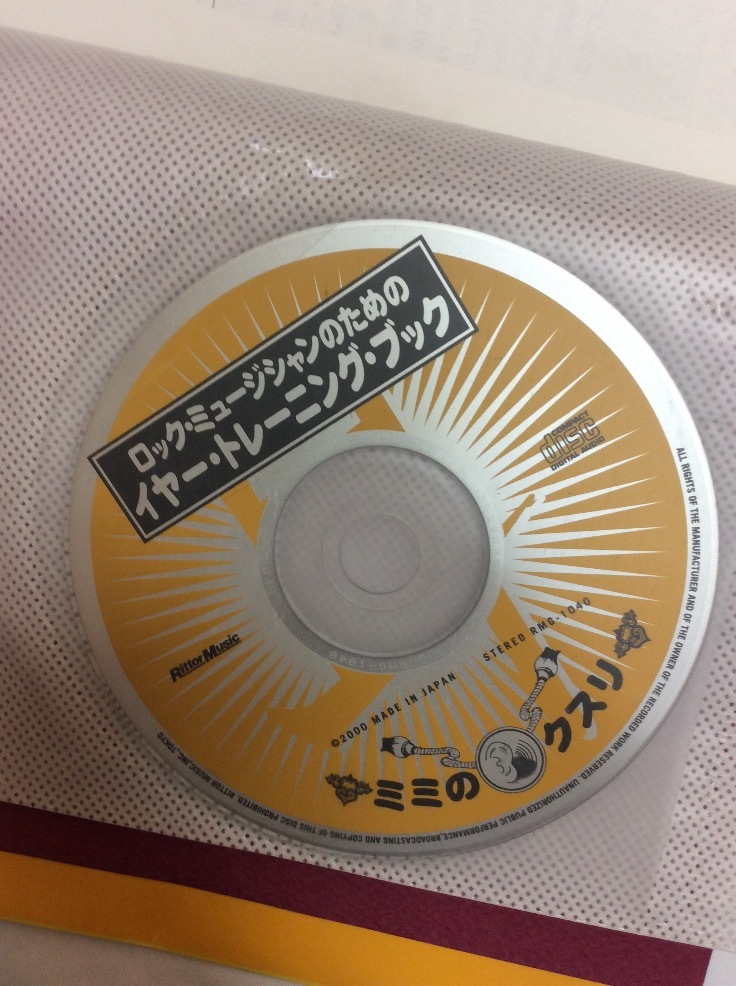 ロック・ミュージシャンのための
イヤー・トレーニング・ブック
COMPACT
disc
DIGITAL AUDIO
RittorMusic
©2000 MADE IN JAPAN STEREO RMG-1040
ミミのクスリ
ALL RIGHTS OF THE MANUFACTURER AND OF THE OWNER OF THE RECORDED WORK RESERVED. UNAUTHORIZED PUBLIC PERFORMANCE, BROADCASTING AND COPYING OF THIS DISC PROHIBITED. RITTOR MUSIC, INC. TOKYO